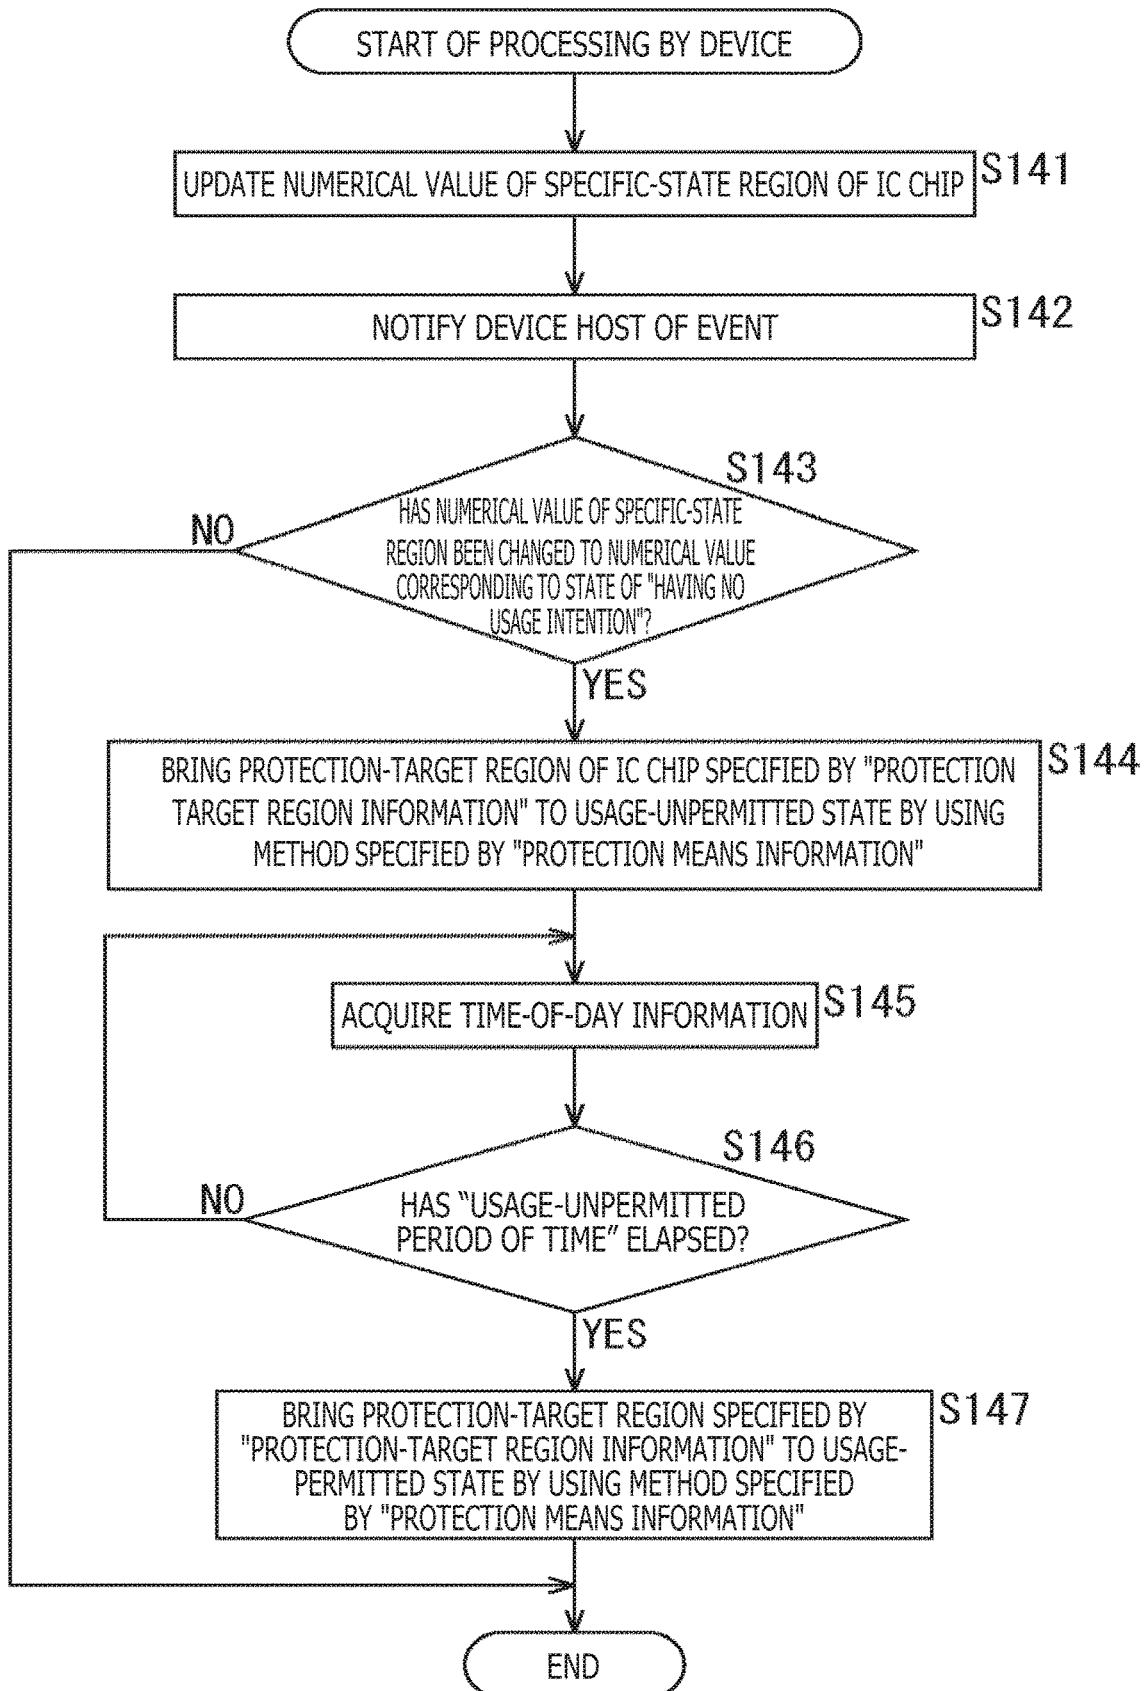 START OF PROCESSING BY DEVICE
UPDATE NUMERICAL VALUE OF SPECIFIC-STATE REGION OF IC CHIP
S141
NOTIFY DEVICE HOST OF EVENT
S142
S143
HAS NUMERICAL VALUE OF SPECIFIC-STATE
REGION BEEN CHANGED TO NUMERICAL VALUE
CORRESPONDING TO STATE OF "HAVING NO
USAGE INTENTION"?
NO
YES
BRING PROTECTION-TARGET REGION OF IC CHIP SPECIFIED BY "PROTECTION
TARGET REGION INFORMATION" TO USAGE-UNPERMITTED STATE BY USING
METHOD SPECIFIED BY "PROTECTION MEANS INFORMATION"
S144
ACQUIRE TIME-OF-DAY INFORMATION
S145
S146
HAS “USAGE-UNPERMITTED
PERIOD OF TIME” ELAPSED?
NO
YES
BRING PROTECTION-TARGET REGION SPECIFIED BY
"PROTECTION-TARGET REGION INFORMATION" TO USAGE-
PERMITTED STATE BY USING METHOD SPECIFIED
BY "PROTECTION MEANS INFORMATION"
S147
END